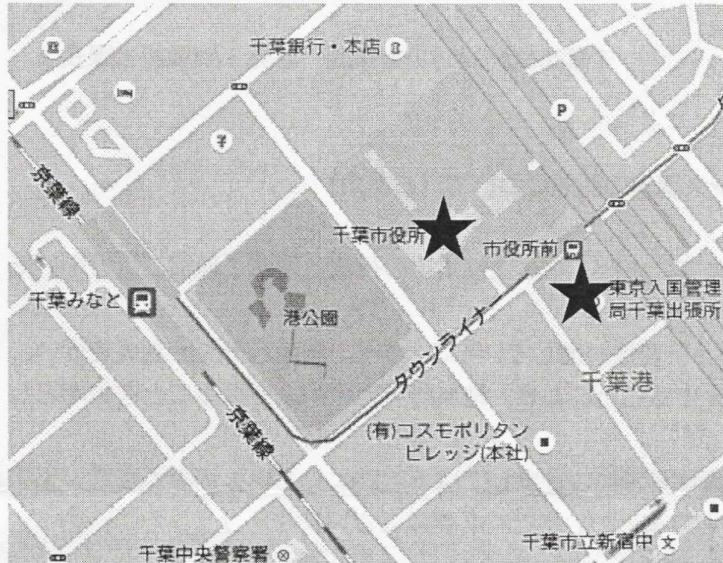 千葉銀行・本店
P
京葉線
千葉市役所
市役所前
千葉みなと
東京入国管理
局千葉出張所
港公園
タウンライナー
千葉港
京葉線
(有)コスモポリタン
ビレッジ(本社)
千葉中央警察署
千葉市立新宿中
文